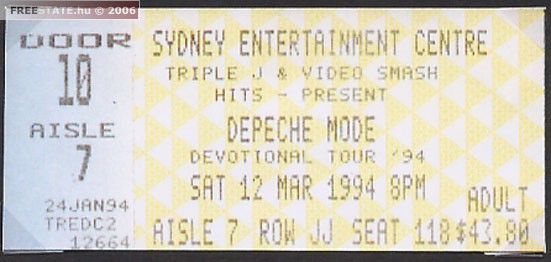 FREESTATE.hu © 2006
DOOR
10
AISLE
7
24JAN94
TREDC2
12664
SYDNEY ENTERTAINMENT CENTRE
TRIPLE J & VIDEO SMASH
HITS - PRESENT
DEPECHE MODE
DEVOTIONAL TOUR '94
SAT 12 MAR 1994 8PM
ADULT
AISLE 7 ROW JJ SEAT 118 $43.80